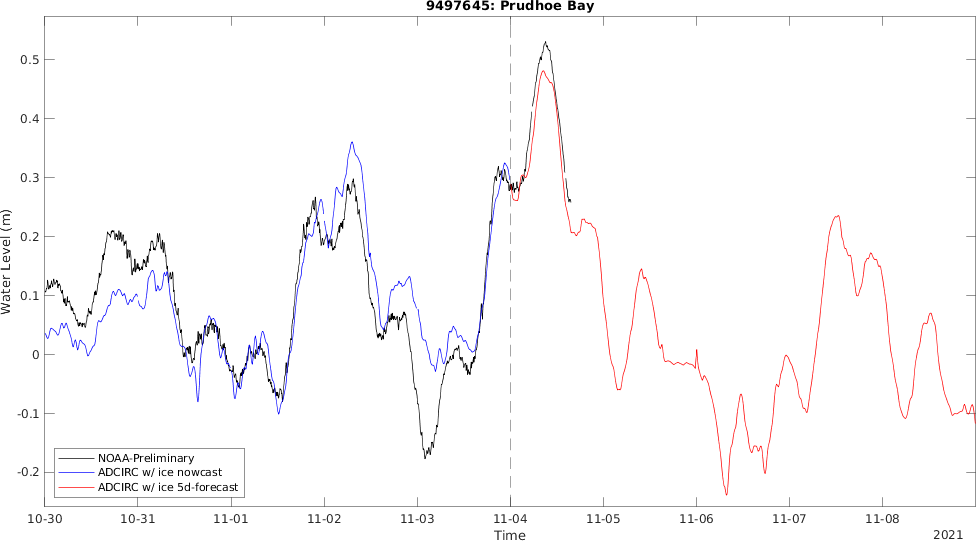 9497645: Prudhoe Bay
Water Level (m)
0.5
0.4
0.3
0.2
0.1
0
-0.1
-0.2
NOAA-Preliminary
ADCIRC w/ ice nowcast
ADCIRC w/ ice 5d-forecast
10-30 10-31 11-01 11-02 11-03 11-04 11-05 11-06 11-07 11-08
Time
2021